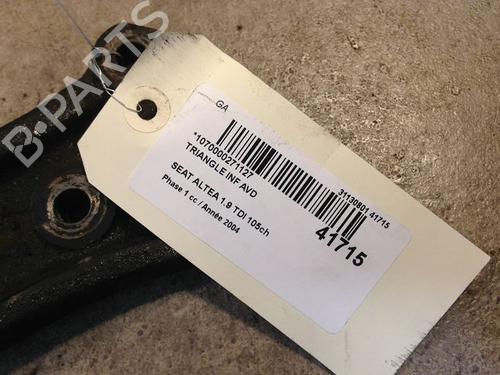 B-PARTS
GA
*1070000271127
TRIANGLE INF AVD
31130801 41715
41715
SEAT ALTEA 1.9 TDI 105ch
Phase 1 cc / Année 2004